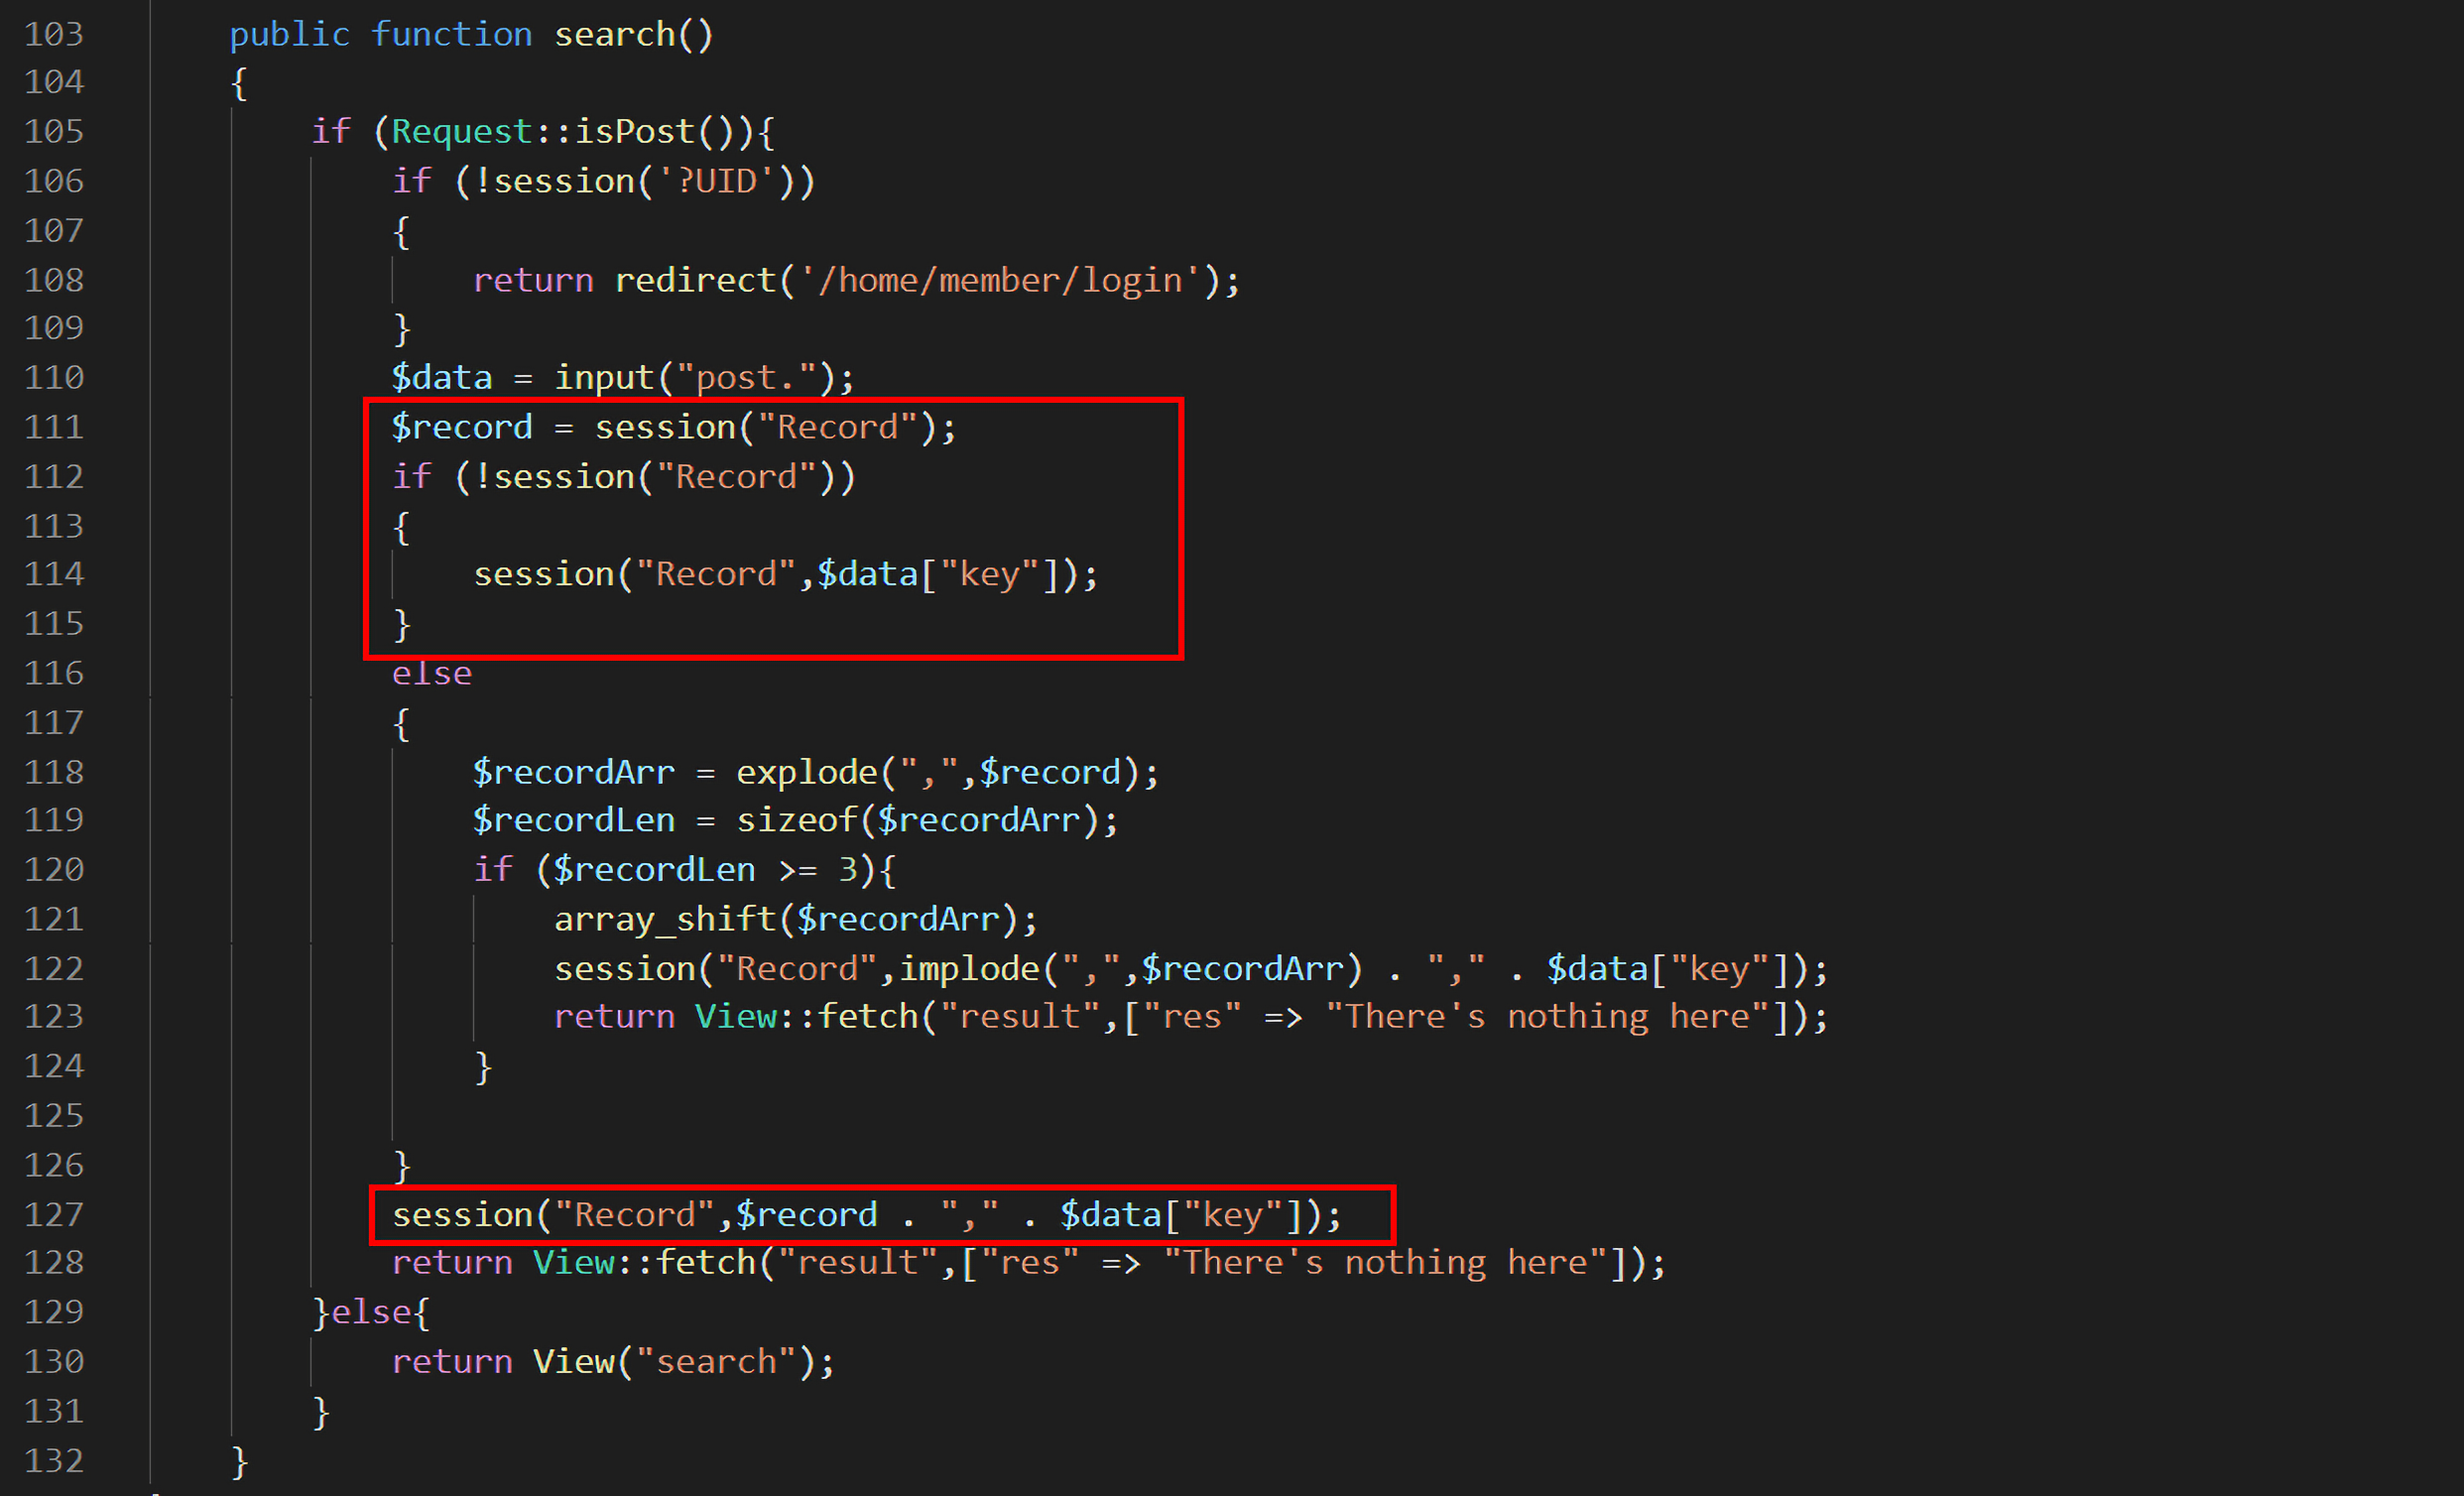 103 public function search()
104 {
105 if (Request::isPost()){
106 if (!session('?UID'))
107 {
108 return redirect('/home/member/login');
109 }
110 $data = input("post.");
111 $record = session("Record");
112 if (!session("Record"))
113 {
114 session("Record",$data["key"]);
115 }
116 else
117 {
118 $recordArr = explode(",",$record);
119 $recordLen = sizeof($recordArr);
120 if ($recordLen >= 3){
121 array_shift($recordArr);
122 session("Record",implode(",",$recordArr) . "," . $data["key"]);
123 return View::fetch("result",["res" => "There's nothing here"]);
124 }
125
126 }
127 session("Record",$record . "," . $data["key"]);
128 return View::fetch("result",["res" => "There's nothing here"]);
129 }else{
130 return View("search");
131 }
132 }